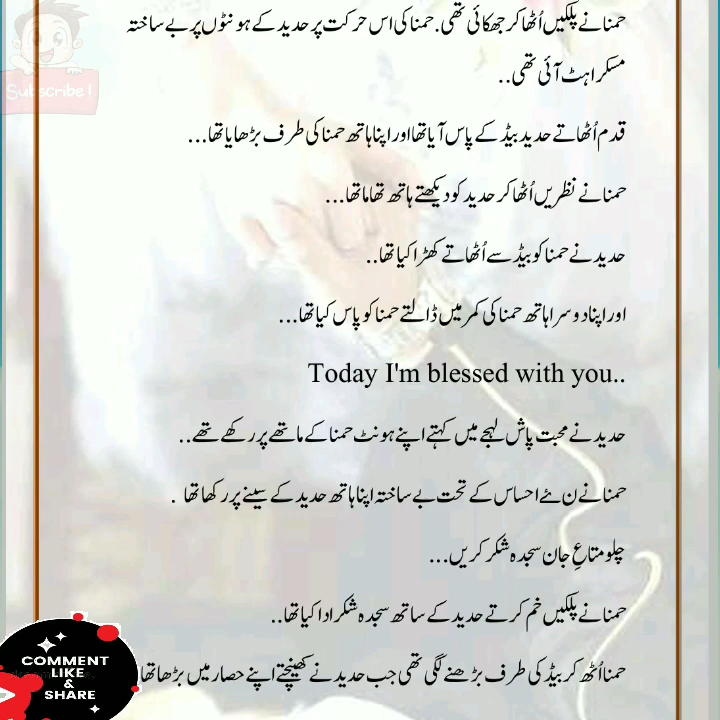 حمنا نے پلکیں اُٹھا کر جھکائی تھی. حمنا کی اس حرکت پر حدید کے ہونٹوں پر بے ساختہ
مسکراہٹ آئی تھی..
قدم اُٹھاتے حدید بیڈ کے پاس آیا تھا اور اپنا ہاتھ حمنا کی طرف بڑھایا تھا...
حمنا نے نظریں اُٹھا کر حدید کو دیکھتے ہاتھ تھاما تھا...
حدید نے حمنا کو بیڈ سے اُٹھاتے کھڑا کیا تھا..
اور اپنا دوسرا ہاتھ حمنا کی کمر میں ڈالتے حمنا کو پاس کیا تھا...
Today I'm blessed with you..
حدید نے محبت پاش لہجے میں کہتے اپنے ہونٹ حمنا کے ماتھے پر رکھے تھے..
حمنا نے نئے احساس کے تحت بے ساختہ اپنا ہاتھ حدید کے سینے پر رکھا تھا .
چلو متاعِ جان سجدہ شکر کریں...
حمنا نے پلکیں خم کرتے حدید کے ساتھ سجدہ شکر ادا کیا تھا..
حمنا اُٹھ کر بیڈ کی طرف بڑھنے لگی تھی جب حدید نے کھینچتے اپنے حصار میں بڑھا تھا
Subscribe!
COMMENT
LIKE
&
SHARE